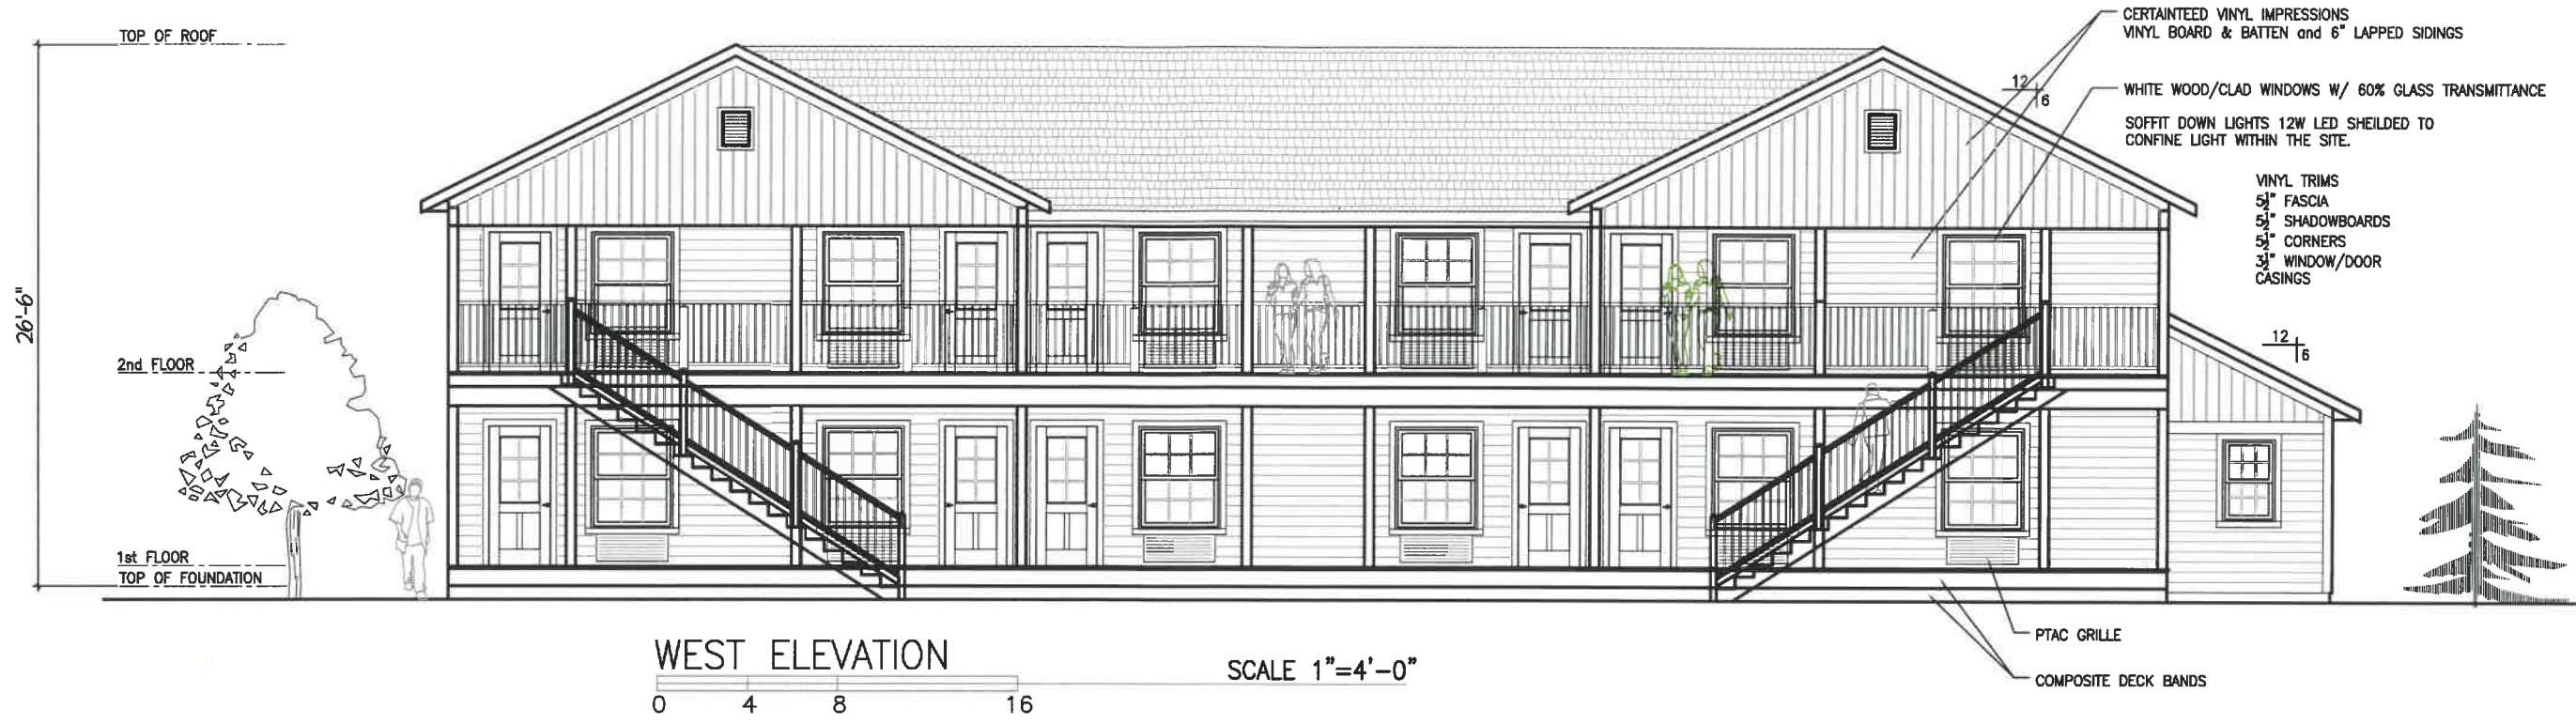 TOP OF ROOF
26'-6"
2nd FLOOR
1st FLOOR
TOP OF FOUNDATION
CERTAINTEED VINYL IMPRESSIONS
VINYL BOARD & BATTEN and 6" LAPPED SIDINGS
12
6
WHITE WOOD/CLAD WINDOWS W/ 60% GLASS TRANSMITTANCE
SOFFIT DOWN LIGHTS 12W LED SHEILDED TO
CONFINE LIGHT WITHIN THE SITE.
VINYL TRIMS
5½" FASCIA
5½" SHADOWBOARDS
5½" CORNERS
3½" WINDOW/DOOR
CASINGS
12
6
PTAC GRILLE
COMPOSITE DECK BANDS
WEST ELEVATION
SCALE 1"=4'-0"
0 4 8 16